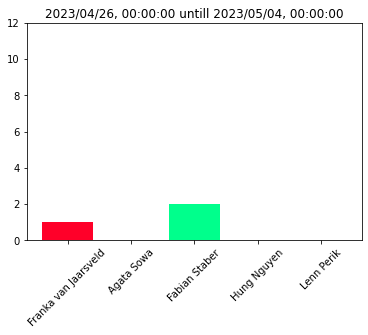 2023/04/26, 00:00:00 untill 2023/05/04, 00:00:00
12
10
8
6
4
2
0
Franka van Jaarsveld
Agata Sowa
Fabian Staber
Hung Nguyen
Lenn Perik